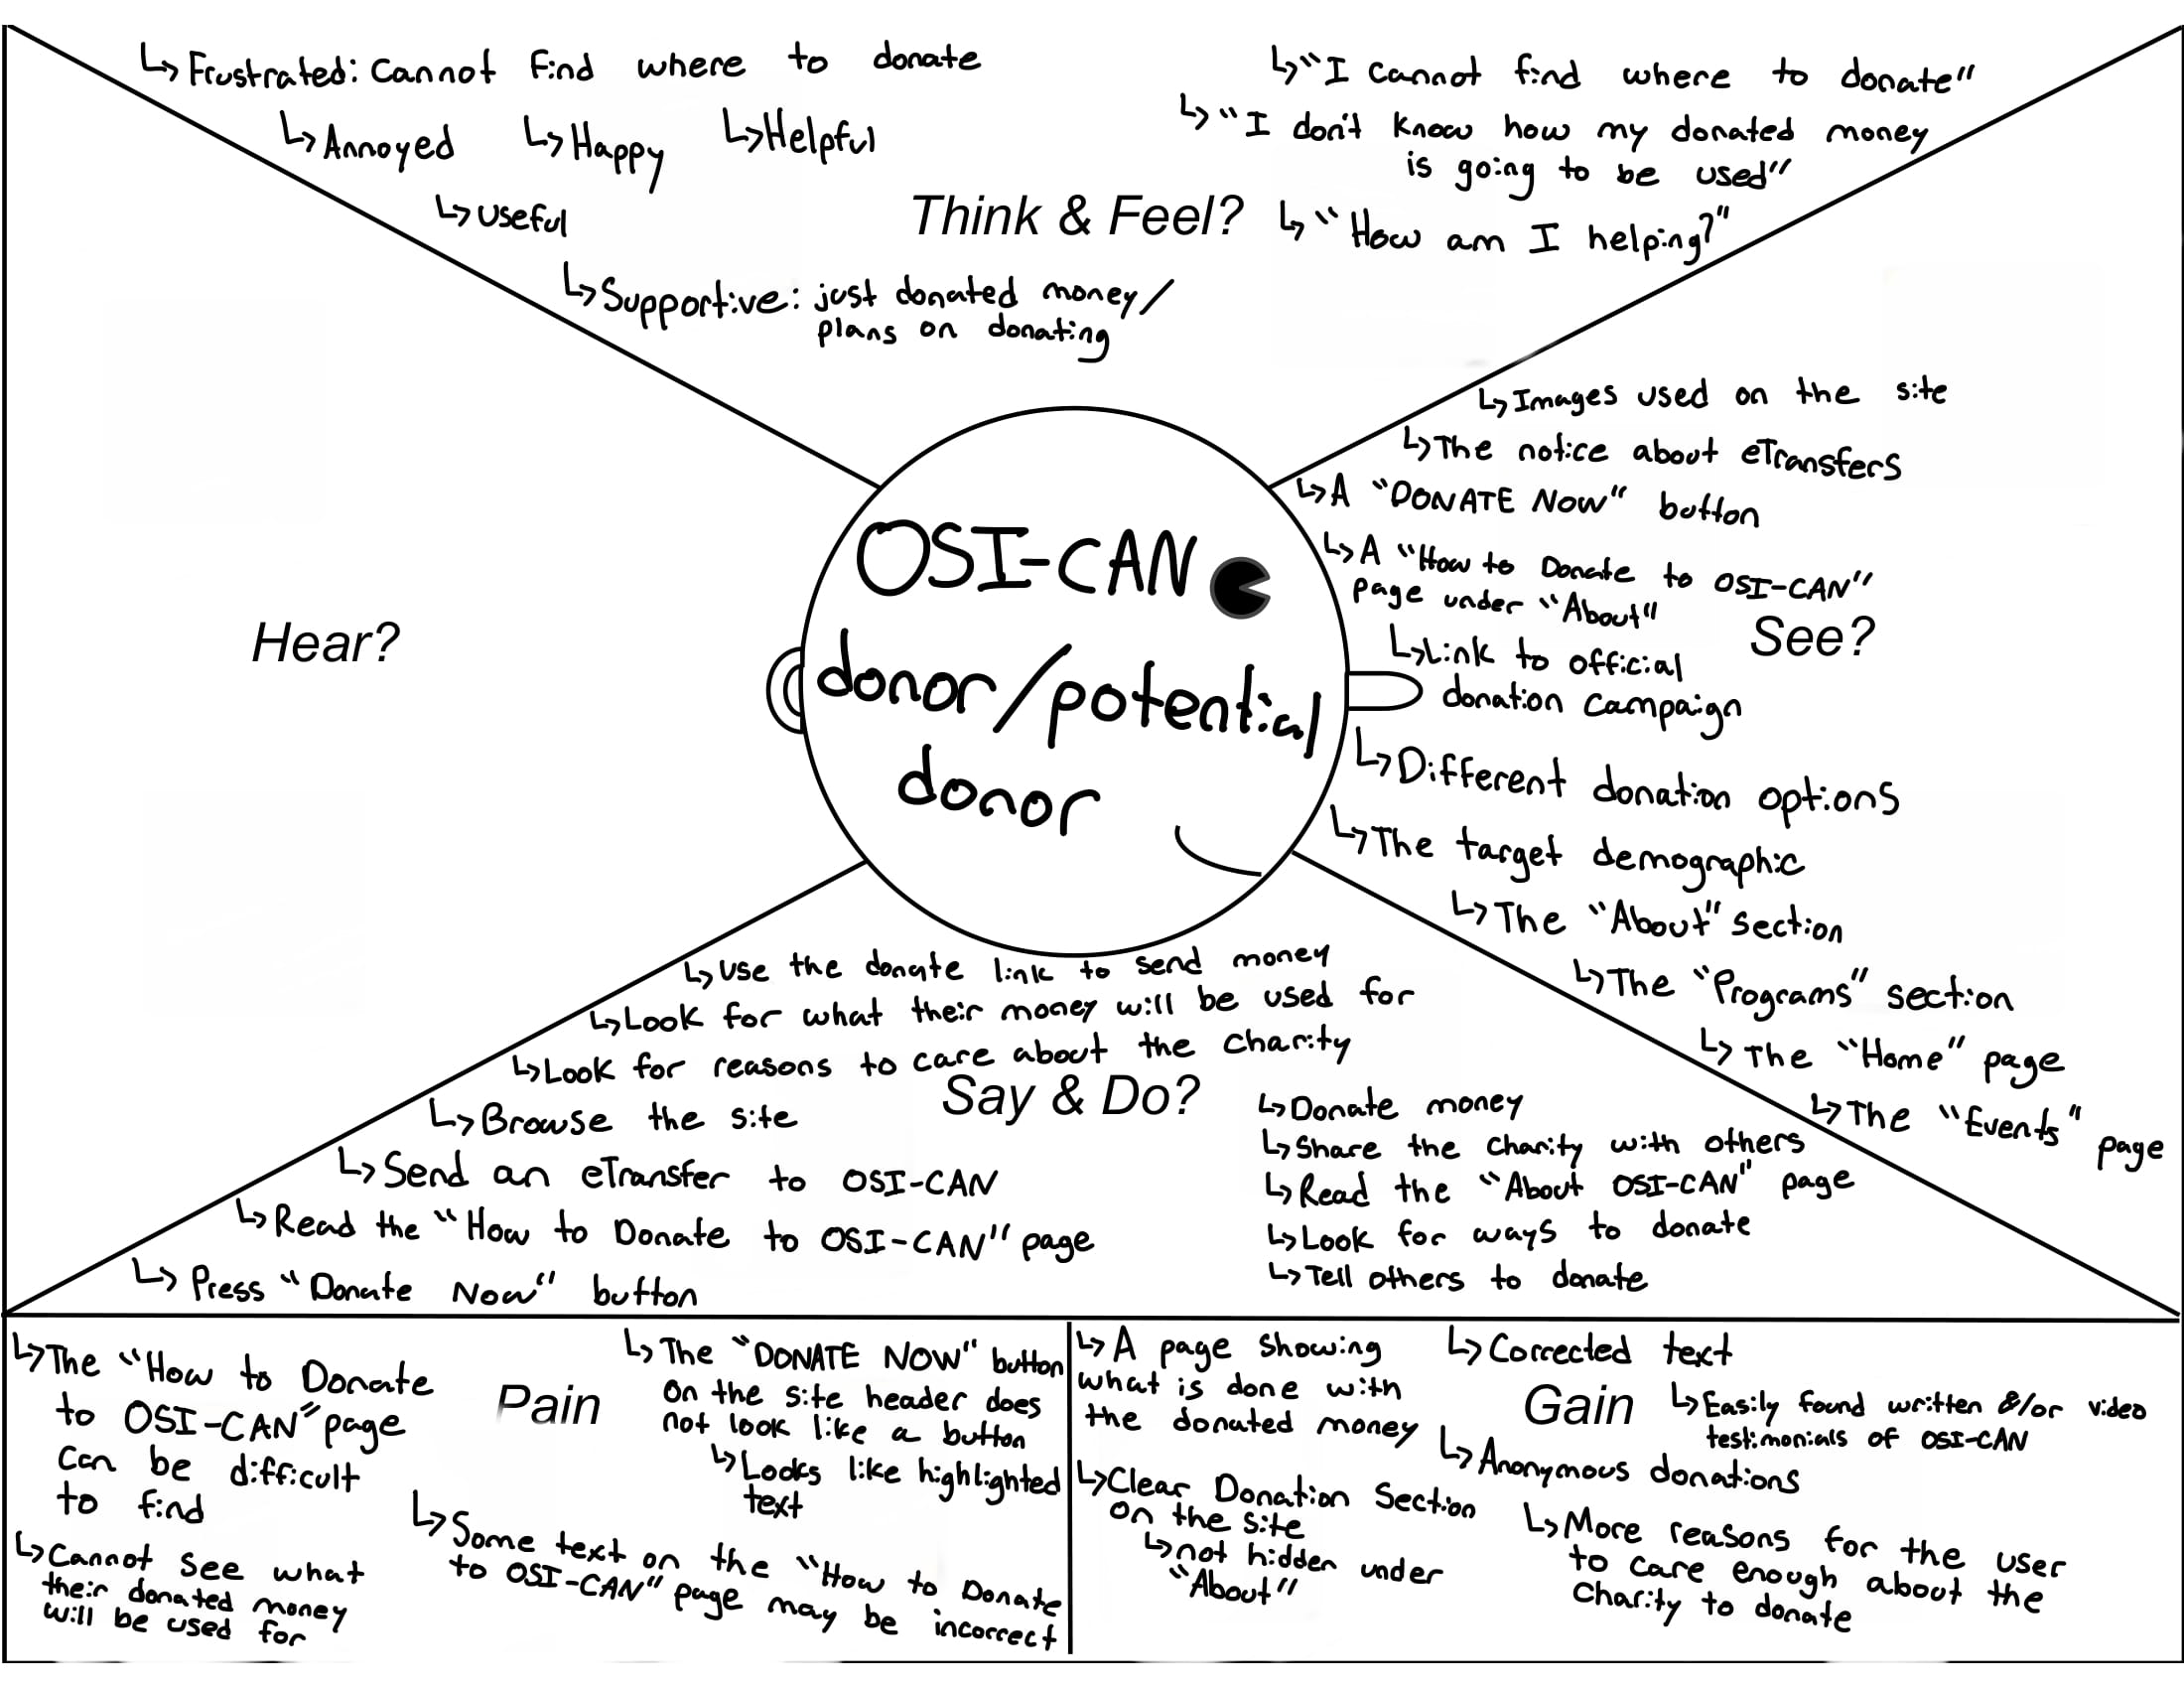 ↳ Frustrated: Cannot find where to donate
↳ Annoyed ↳ Happy ↳ Helpful
↳ Useful
↳ Supportive: just donated money/
plans on donating
Think & Feel?
↳ "I cannot find where to donate"
↳ "I don't know how my donated money
is going to be used"
↳ "How am I helping?"
Hear?
OSI-CAN
donor/potential
donor
↳ Images used on the site
↳ The notice about eTransfers
↳ A "DONATE NOW" button
↳ A "How to Donate to OSI-CAN"
page under "About"
See?
↳ Link to official
donation campaign
↳ Different donation options
↳ The target demographic
↳ The "About" section
↳ The "Programs" section
↳ The "Home" page
↳ The "Events" page
↳ Use the donate link to send money
↳ Look for what their money will be used for
↳ Look for reasons to care about the charity
Say & Do?
↳ Browse the site
↳ Send an eTransfer to OSI-CAN
↳ Read the "How to Donate to OSI-CAN" page
↳ Press "Donate Now" button
↳ Donate money
↳ Share the charity with others
↳ Read the "About OSI-CAN" page
↳ Look for ways to donate
↳ Tell others to donate
↳ The "How to Donate
to OSI-CAN" page
can be difficult
to find
↳ Cannot see what
their donated money
will be used for
Pain
↳ The "DONATE NOW" button
on the site header does
not look like a button
↳ Looks like highlighted
text
↳ Some text on the "How to Donate
to OSI-CAN" page may be incorrect
↳ A page showing
what is done with
the donated money
↳ Clear Donation Section
on the site
↳ not hidden under
"About"
↳ Corrected text
Gain
↳ Easily found written &/or video
testimonials of OSI-CAN
↳ Anonymous donations
↳ More reasons for the user
to care enough about the
charity to donate